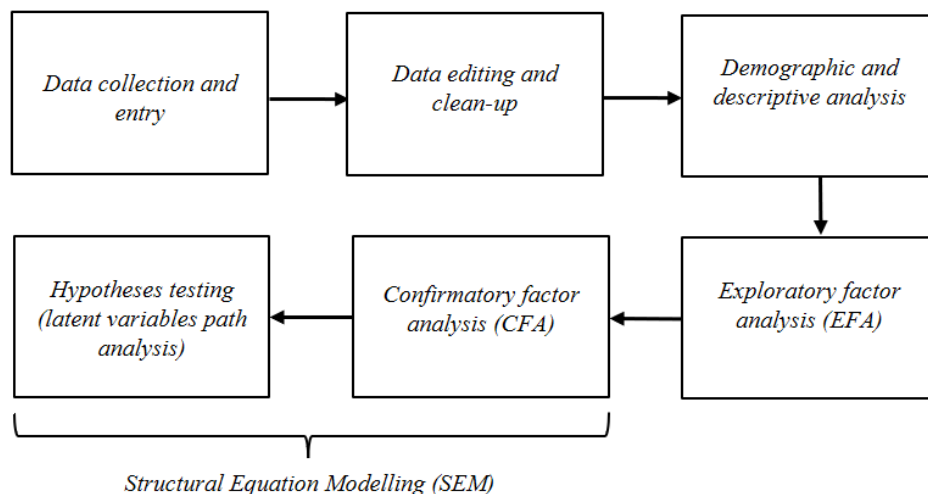 Data collection and
entry
Data editing and
clean-up
Demographic and
descriptive analysis
Exploratory factor
analysis (EFA)
Confirmatory factor
analysis (CFA)
Hypotheses testing
(latent variables path
analysis)
Structural Equation Modelling (SEM)